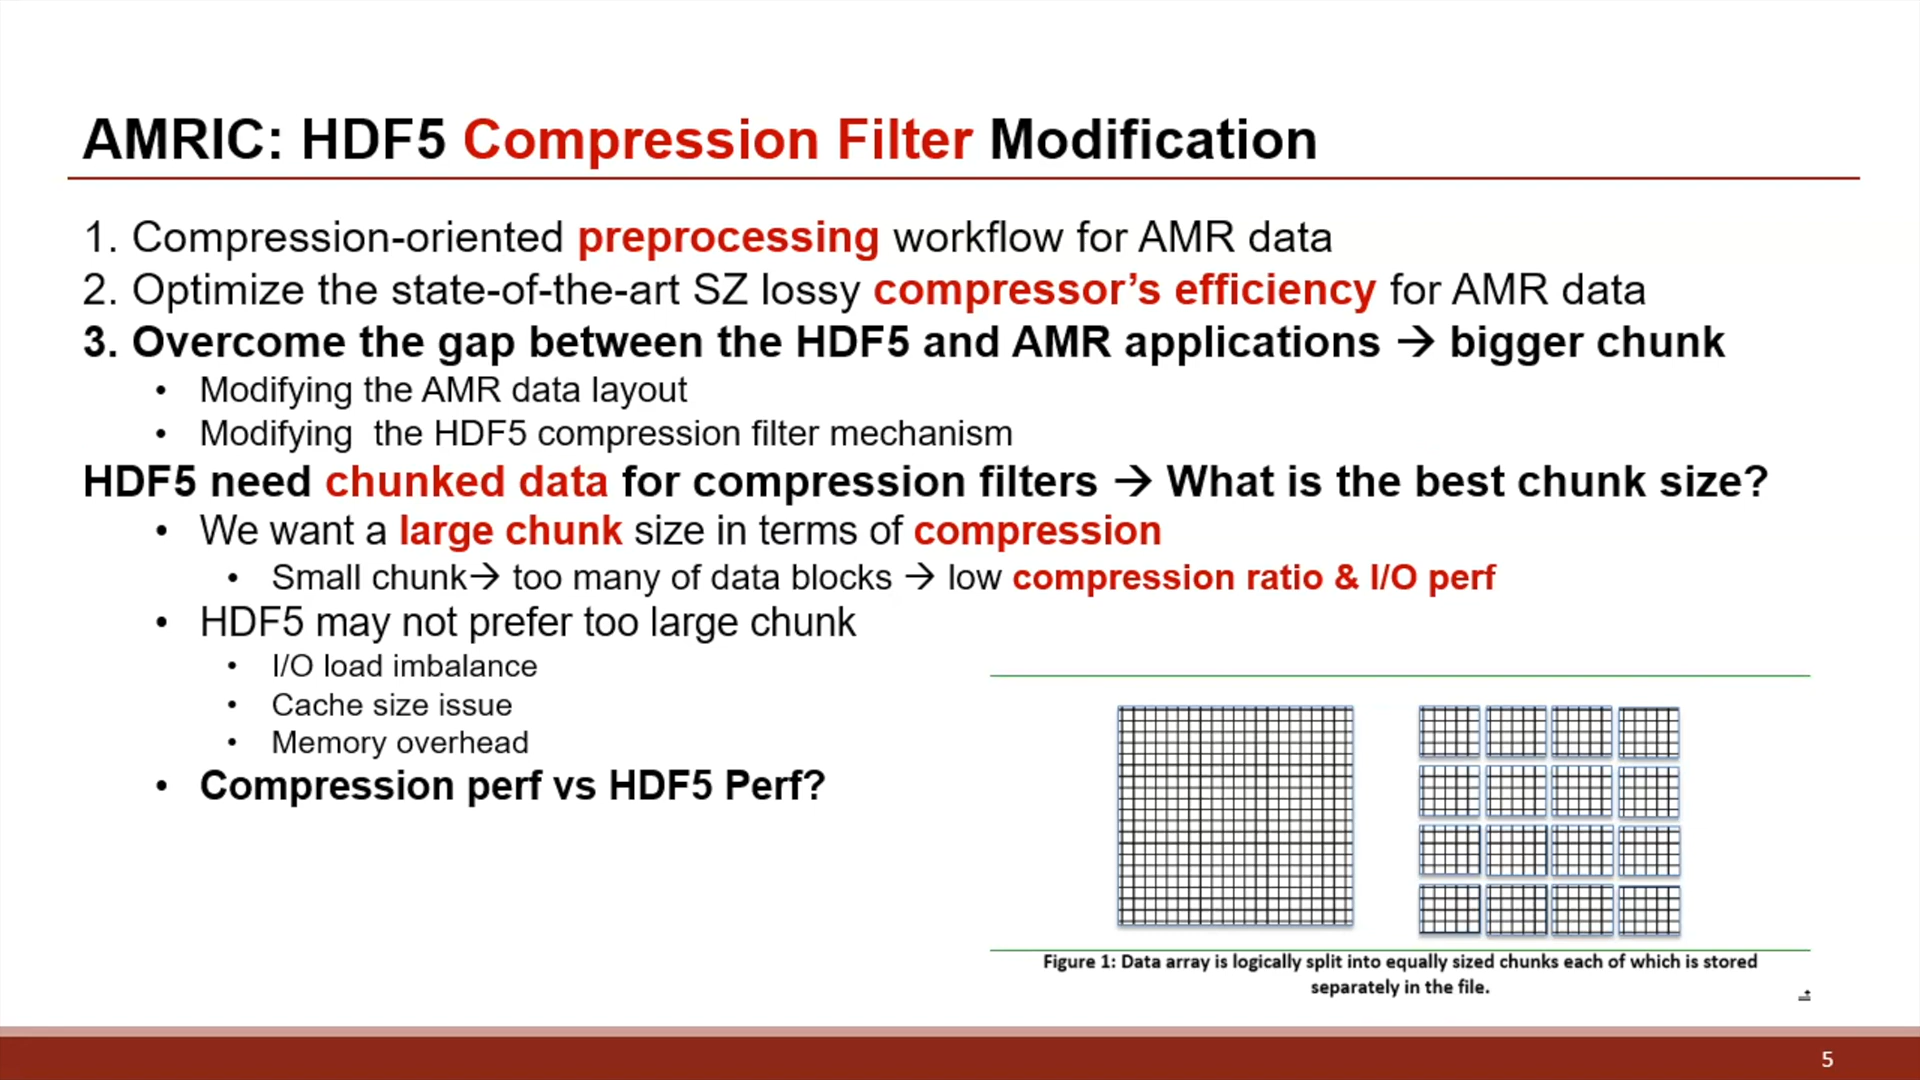 AMRIC: HDF5 Compression Filter Modification
1. Compression-oriented preprocessing workflow for AMR data
2. Optimize the state-of-the-art SZ lossy compressor’s efficiency for AMR data
3. Overcome the gap between the HDF5 and AMR applications → bigger chunk
• Modifying the AMR data layout
• Modifying  the HDF5 compression filter mechanism
HDF5 need chunked data for compression filters → What is the best chunk size?
• We want a large chunk size in terms of compression
• Small chunk→ too many of data blocks → low compression ratio & I/O perf
• HDF5 may not prefer too large chunk
• I/O load imbalance
• Cache size issue
• Memory overhead
• Compression perf vs HDF5 Perf?
Figure 1: Data array is logically split into equally sized chunks each of which is stored
separately in the file.
5